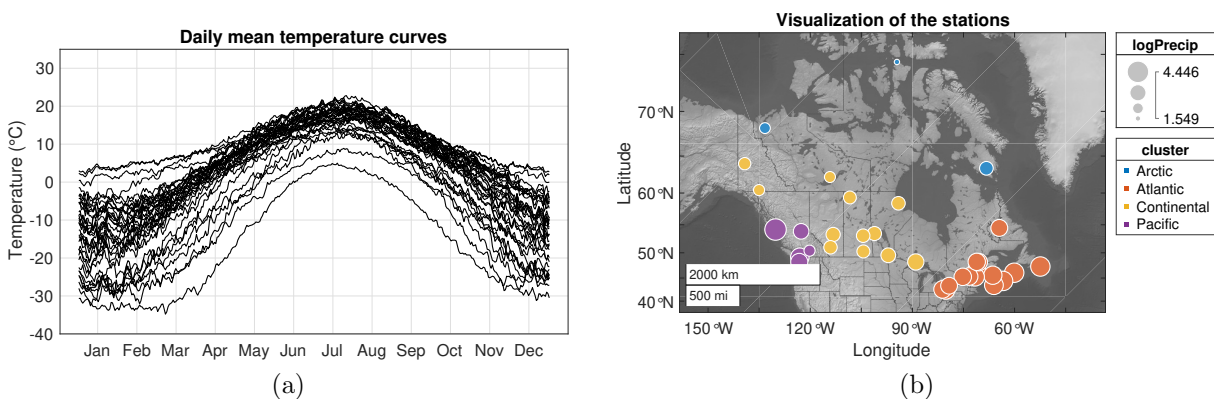 Daily mean temperature curves
30
20
10
0
-10
-20
-30
-40
Temperature (°C)
Jan Feb Mar Apr May Jun Jul Aug Sep Oct Nov Dec
(a)
Visualization of the stations
70 °N
60 °N
50 °N
40 °N
Latitude
2000 km
500 mi
150 °W 120 °W 90 °W 60 °W
Longitude
logPrecip
4.446
1.549
cluster
Arctic
Atlantic
Continental
Pacific
(b)